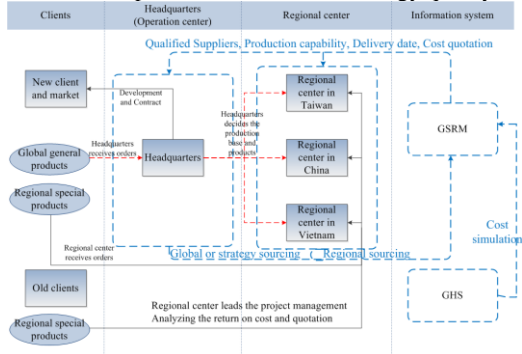 Clients
Headquarters
(Operation center)
Regional center
Information system
Qualified Suppliers, Production capability, Delivery date, Cost quotation
New client
and market
Development
and Contract
Regional
center in
Taiwan
GSRM
Global general
products
Headquarters
receives orders
Headquarters
Headquarters
decides the
production
base and
products
Regional
center in
China
Regional special
products
Regional
center in
Vietnam
Cost
simulation
Regional center
receives orders
Global or strategy sourcing
Regional sourcing
Old clients
GHS
Regional center leads the project management
Analyzing the return on cost and quotation
Regional special
products